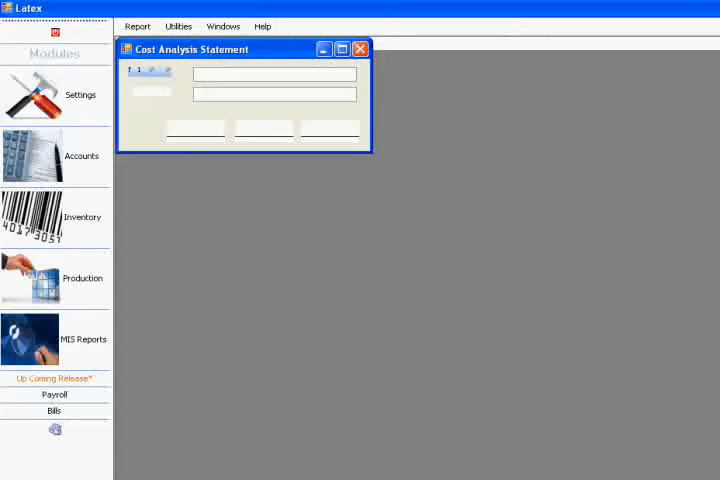 Latex
Report Utilities Windows Help
Modules
Cost Analysis Statement
Settings
Accounts
Inventory
Production
MIS Reports
Up Coming Release*
Payroll
Bills